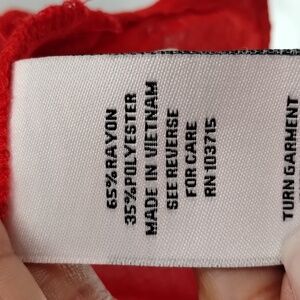 65%RAYON
35%POLYESTER
MADE IN VIETNAM
SEE REVERSE
FOR CARE
RN 103715
TURN GARMENT